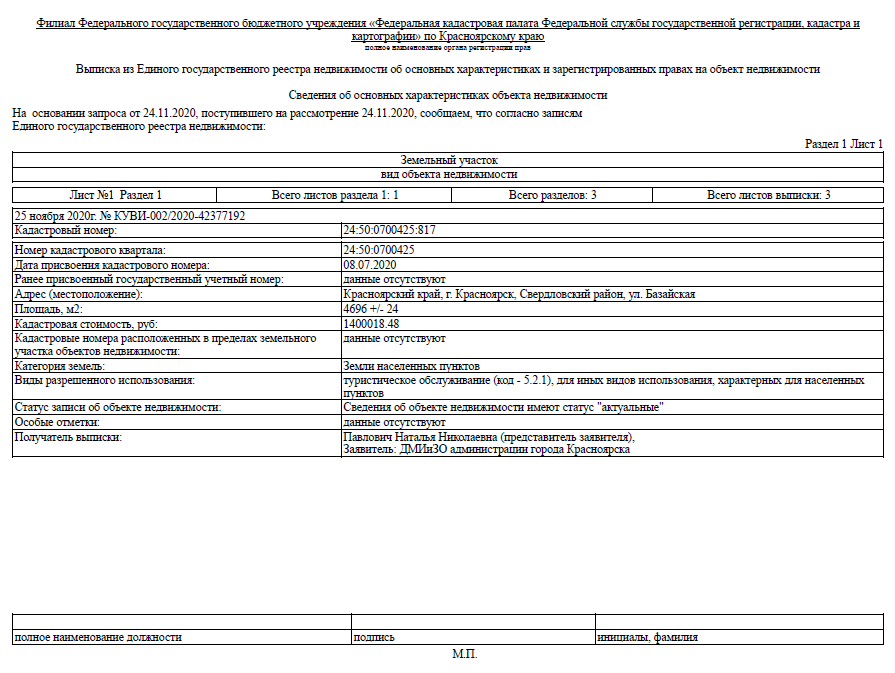 Филиал Федерального государственного бюджетного учреждения «Федеральная кадастровая палата Федеральной службы государственной регистрации, кадастра и
картографии» по Красноярскому краю
полное наименование органа регистрации прав
Выписка из Единого государственного реестра недвижимости об основных характеристиках и зарегистрированных правах на объект недвижимости
Сведения об основных характеристиках объекта недвижимости
На основании запроса от 24.11.2020, поступившего на рассмотрение 24.11.2020, сообщаем, что согласно записям
Единого государственного реестра недвижимости:
Раздел 1 Лист 1
Земельный участок
вид объекта недвижимости
Лист №1 Раздел 1 Всего листов раздела 1: 1 Всего разделов: 3 Всего листов выписки: 3
25 ноября 2020г. № КУВИ-002/2020-42377192
Кадастровый номер: 24:50:0700425:817
Номер кадастрового квартала: 24:50:0700425
Дата присвоения кадастрового номера: 08.07.2020
Ранее присвоенный государственный учетный номер: данные отсутствуют
Адрес (местоположение): Красноярский край, г. Красноярск, Свердловский район, ул. Базайская
Площадь, м2: 4696 +/- 24
Кадастровая стоимость, руб: 1400018.48
Кадастровые номера расположенных в пределах земельного данные отсутствуют
участка объектов недвижимости:
Категория земель: Земли населенных пунктов
Виды разрешенного использования: туристическое обслуживание (код - 5.2.1), для иных видов использования, характерных для населенных
пунктов
Статус записи об объекте недвижимости: Сведения об объекте недвижимости имеют статус "актуальные"
Особые отметки: данные отсутствуют
Получатель выписки: Павлович Наталья Николаевна (представитель заявителя),
Заявитель: ДМИиЗО администрации города Красноярска
полное наименование должности подпись инициалы, фамилия
М.П.